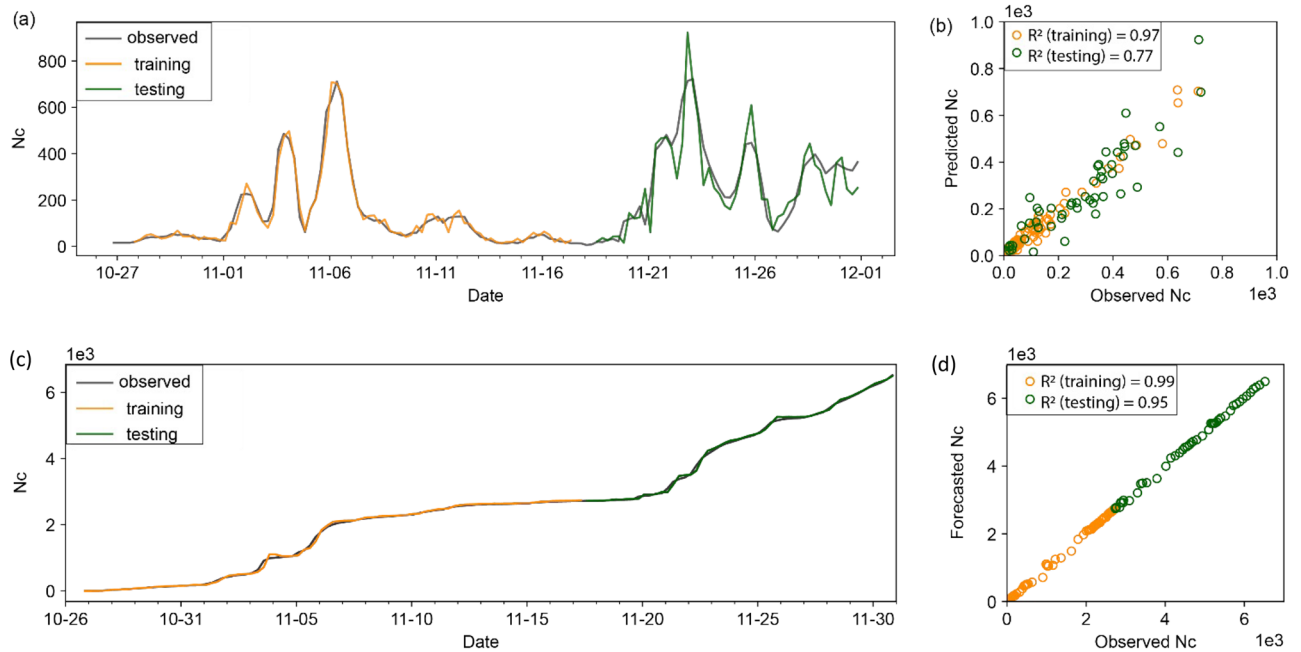 (a)
observed
training
testing
Nc
800
600
400
200
0
10-27
11-01
11-06
11-11
11-16
11-21
11-26
12-01
Date
(b)
1e3
R² (training) = 0.97
R² (testing) = 0.77
Predicted Nc
1.0
0.8
0.6
0.4
0.2
0.0
0.0
0.2
0.4
0.6
0.8
1.0
Observed Nc
1e3
(c)
1e3
observed
training
testing
Nc
6
4
2
0
10-26
10-31
11-05
11-10
11-15
11-20
11-25
11-30
Date
(d)
1e3
R² (training) = 0.99
R² (testing) = 0.95
Forecasted Nc
6
4
2
0
0
2
4
6
Observed Nc
1e3